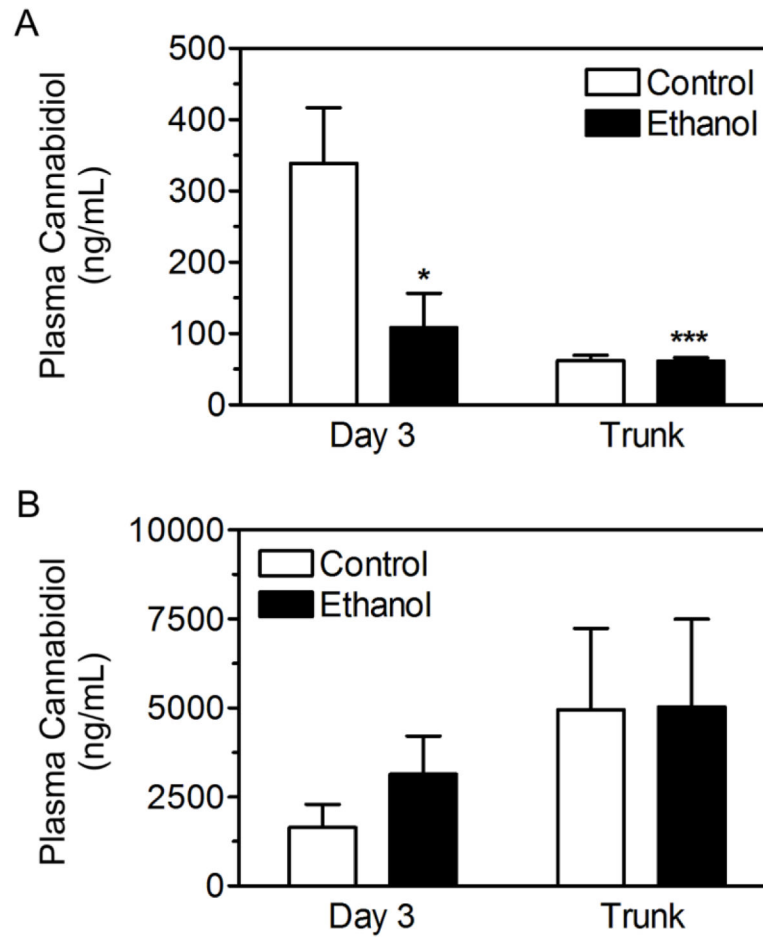 A
Plasma Cannabidiol
(ng/mL)
500
400
300
200
100
0
Control
Ethanol
*
***
Day 3
Trunk
B
Plasma Cannabidiol
(ng/mL)
10000
7500
5000
2500
0
Control
Ethanol
Day 3
Trunk